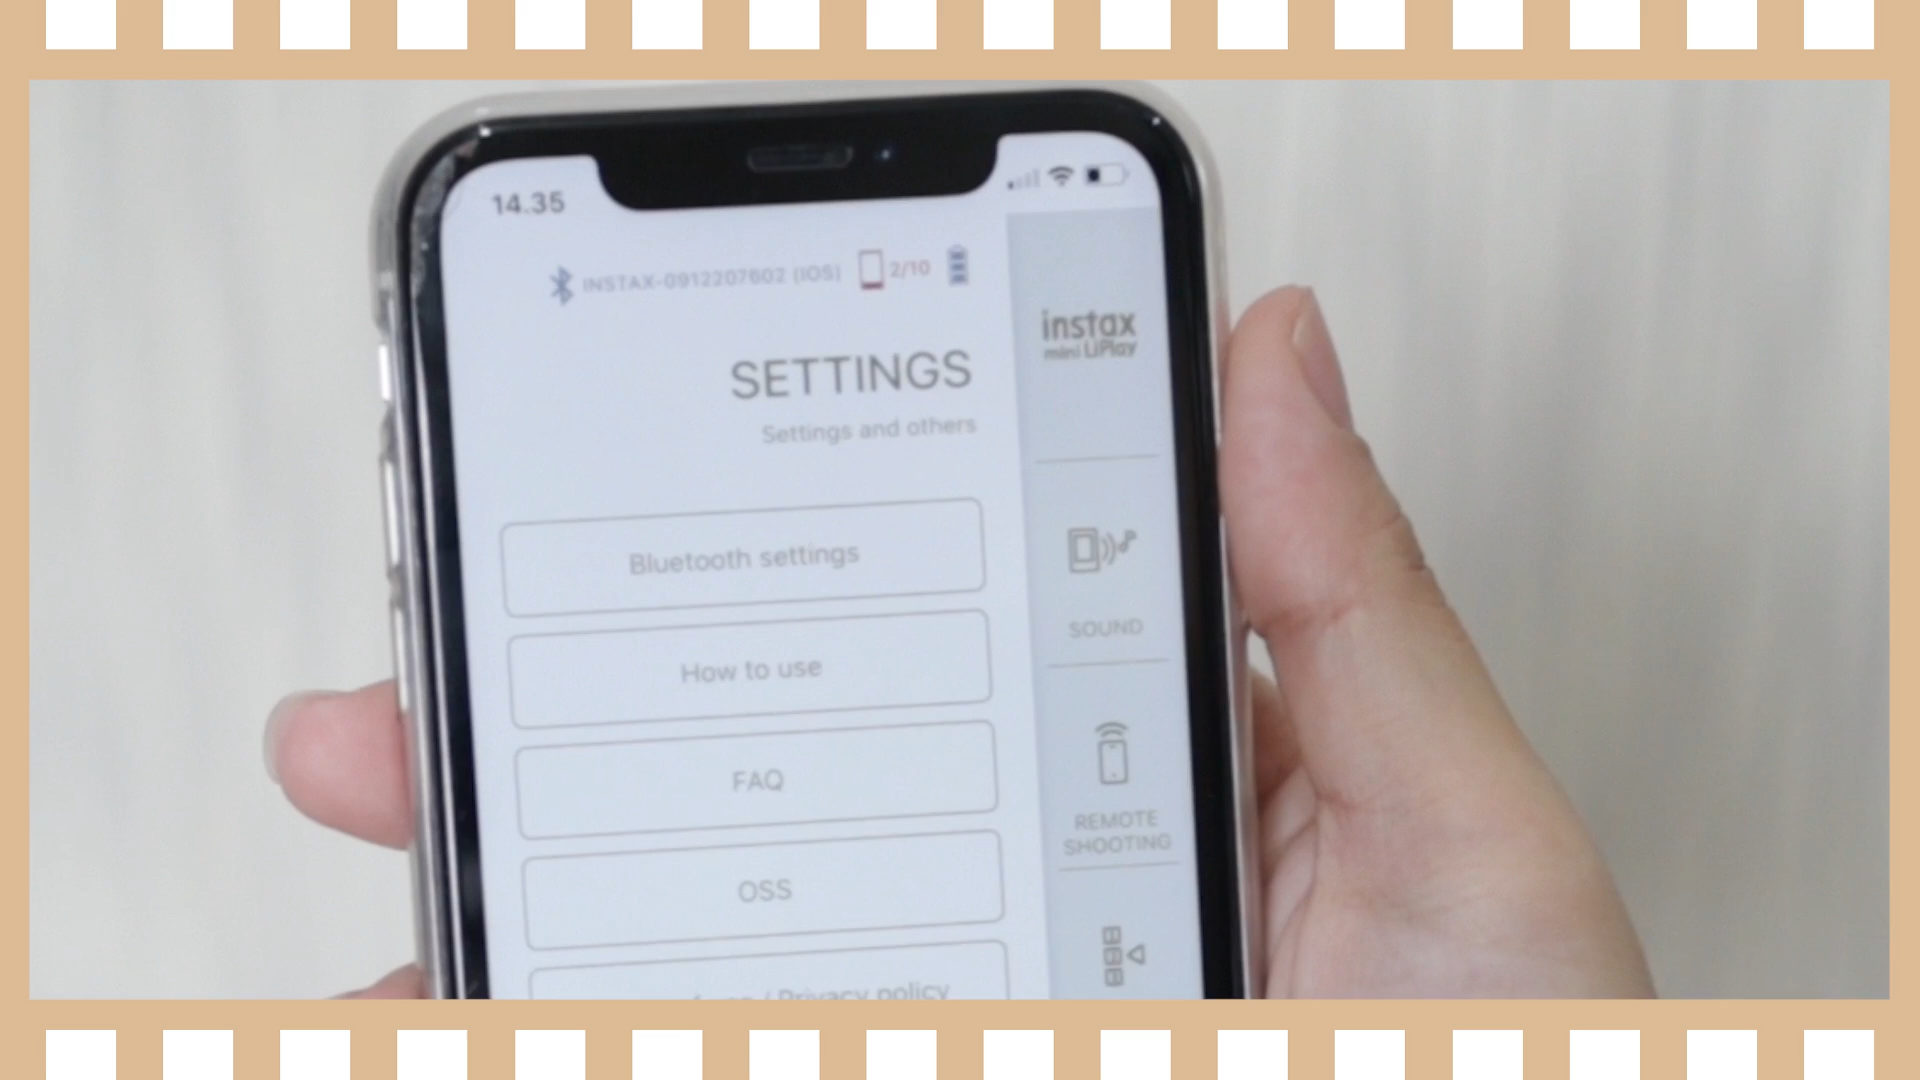 14.35
INSTAX-0912207602 (IOS) 2/10
SETTINGS
Settings and others
Bluetooth settings
How to use
FAQ
OSS
/ Privacy policy
instax
mini LiPlay
SOUND
REMOTE
SHOOTING